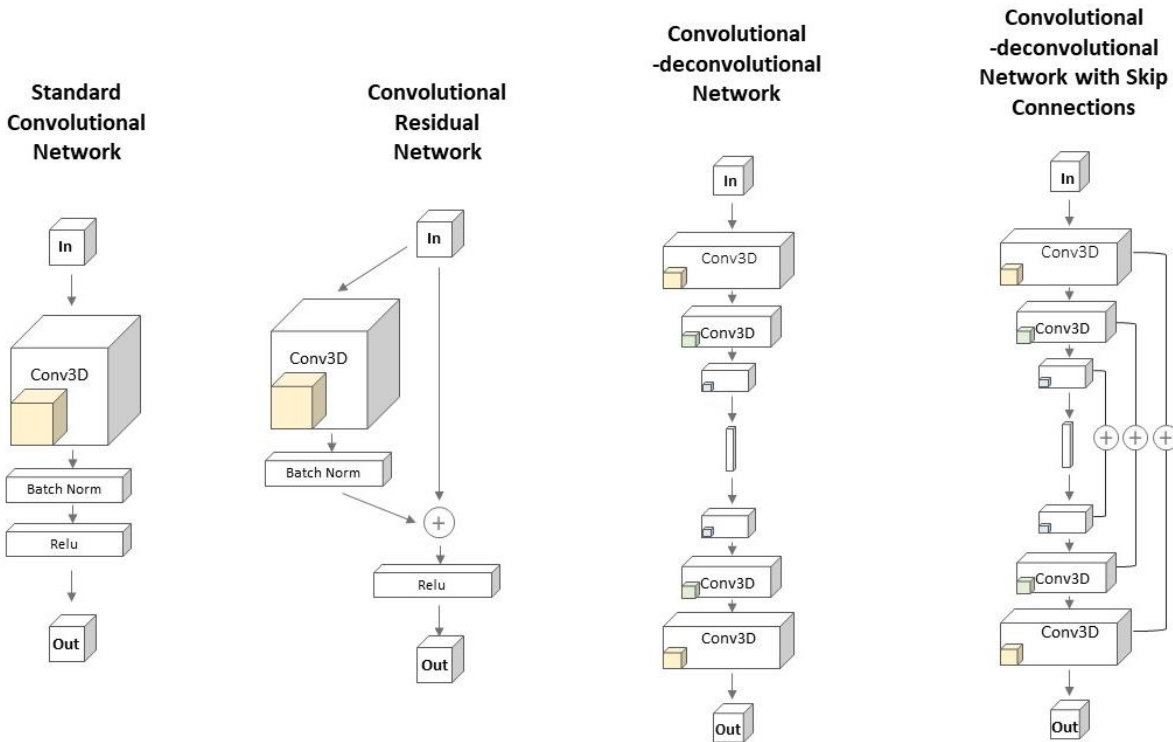 Standard
Convolutional
Network
In
Conv3D
Batch Norm
Relu
Out
Convolutional
Residual
Network
In
Conv3D
Batch Norm
+
Relu
Out
Convolutional
-deconvolutional
Network
In
Conv3D
Conv3D
Conv3D
Conv3D
Out
Convolutional
-deconvolutional
Network with Skip
Connections
In
Conv3D
Conv3D
+ + +
Conv3D
Conv3D
Out